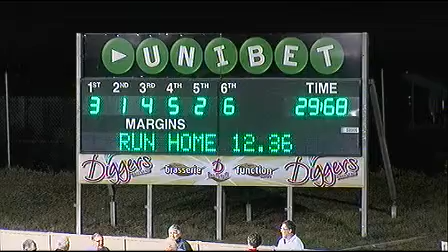 UNIBET
1ST 2ND 3RD 4TH 5TH 6TH TIME
3 1 4 5 2 6 29:68
MARGINS
RUN HOME 12.36
Diggers brasserie D function Diggers